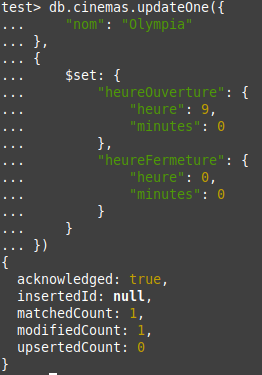 test> db.cinemas.updateOne({
...     "nom": "Olympia"
... },
... {
...     $set: {
...         "heureOuverture": {
...             "heure": 9,
...             "minutes": 0
...         },
...         "heureFermeture": {
...             "heure": 0,
...             "minutes": 0
...         }
...     }
... })
{
  acknowledged: true,
  insertedId: null,
  matchedCount: 1,
  modifiedCount: 1,
  upsertedCount: 0
}